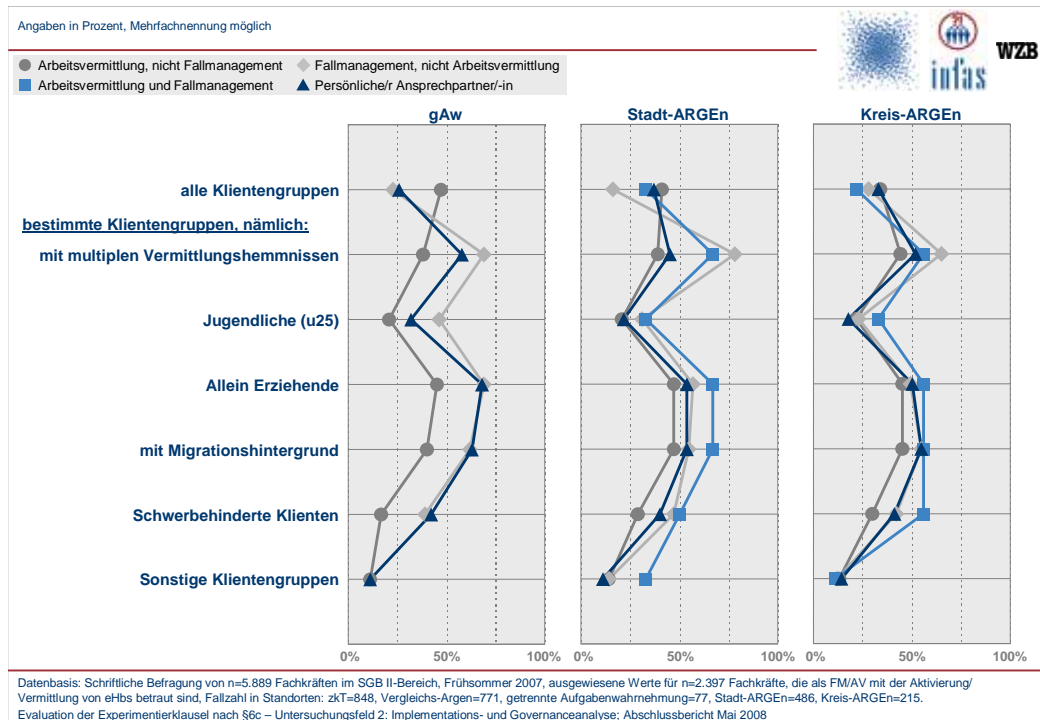 Angaben in Prozent, Mehrfachnennung möglich
infas
WZB
Arbeitsvermittlung, nicht Fallmanagement
Fallmanagement, nicht Arbeitsvermittlung
Arbeitsvermittlung und Fallmanagement
Persönliche/r Ansprechpartner/-in
gAw
Stadt-ARGEn
Kreis-ARGEn
alle Klientengruppen
bestimmte Klientengruppen, nämlich:
mit multiplen Vermittlungshemmnissen
Jugendliche (u25)
Allein Erziehende
mit Migrationshintergrund
Schwerbehinderte Klienten
Sonstige Klientengruppen
0% 50% 100%
0% 50% 100%
0% 50% 100%
Datenbasis: Schriftliche Befragung von n=5.889 Fachkräften im SGB II-Bereich, Frühsommer 2007, ausgewiesene Werte für n=2.397 Fachkräfte, die als FM/AV mit der Aktivierung/
Vermittlung von eHbs betraut sind, Fallzahl in Standorten: zkT=848, Vergleichs-Argen=771, getrennte Aufgabenwahrnehmung=77, Stadt-ARGEn=486, Kreis-ARGEn=215.
Evaluation der Experimentierklausel nach §6c – Untersuchungsfeld 2: Implementations- und Governanceanalyse; Abschlussbericht Mai 2008